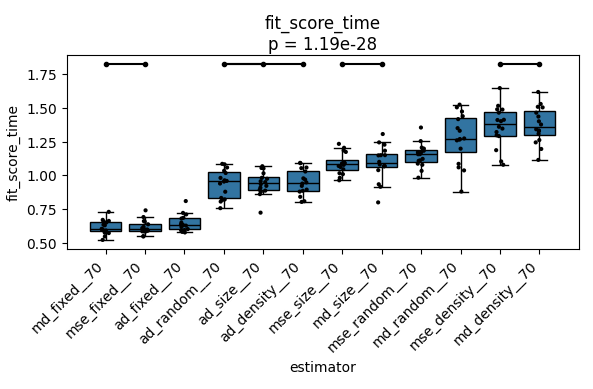 fit_score_time
p = 1.19e-28
fit_score_time
1.75
1.50
1.25
1.00
0.75
0.50
md_fixed__70
mse_fixed__70
ad_fixed__70
ad_random__70
ad_size__70
ad_density__70
mse_size__70
md_size__70
mse_random__70
md_random__70
mse_density__70
md_density__70
estimator